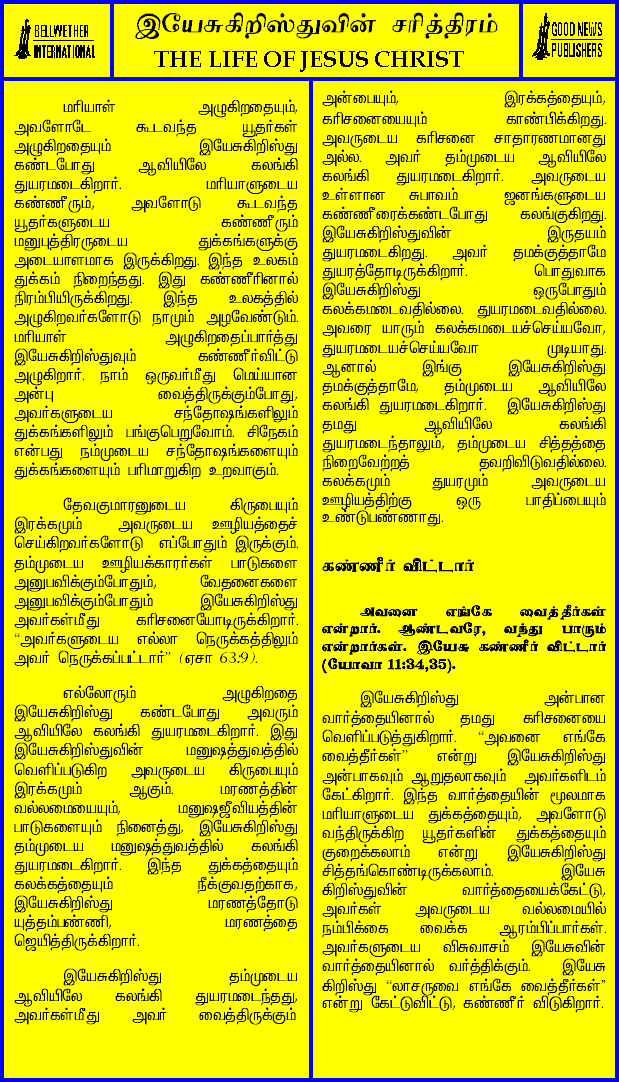 BELLWETHER
INTERNATIONAL
இயேசுகிறிஸ்துவின் சரித்திரம்
THE LIFE OF JESUS CHRIST
GOOD NEWS
PUBLISHERS
மரியாள் அழுகிறதையும்,
அவளோடே கூடவந்த யூதர்கள்
அழுகிறதையும் இயேசுகிறிஸ்து
கண்டபோது ஆவியிலே கலங்கி
துயரமடைகிறார். மரியாளுடைய
கண்ணீரும், அவளோடு கூடவந்த
யூதர்களுடைய கண்ணீரும்
மனுபுத்திரருடைய துக்கங்களுக்கு
அடையாளமாக இருக்கிறது. இந்த உலகம்
துக்கம் நிறைந்தது. இது கண்ணீரினால்
நிரம்பியிருக்கிறது. இந்த உலகத்தில்
அழுகிறவர்களோடு நாமும் அழவேண்டும்.
மரியாள் அழுகிறதைப்பார்த்து
இயேசுகிறிஸ்துவும் கண்ணீர்விட்டு
அழுகிறார். நாம் ஒருவர்மீது மெய்யான
அன்பு வைத்திருக்கும்போது,
அவர்களுடைய சந்தோஷங்களிலும்
துக்கங்களிலும் பங்குபெறுவோம். சிநேகம்
என்பது நம்முடைய சந்தோஷங்களையும்
துக்கங்களையும் பரிமாறுகிற உறவாகும்.
தேவகுமாரனுடைய கிருபையும்
இரக்கமும் அவருடைய ஊழியத்தைச்
செய்கிறவர்களோடு எப்போதும் இருக்கும்.
தம்முடைய ஊழியக்காரர்கள் பாடுகளை
அனுபவிக்கும்போதும், வேதனைகளை
அனுபவிக்கும்போதும் இயேசுகிறிஸ்து
அவர்கள்மீது கரிசனையோடிருக்கிறார்.
“அவர்களுடைய எல்லா நெருக்கத்திலும்
அவர் நெருக்கப்பட்டார்” (ஏசா 63:9).
எல்லோரும் அழுகிறதை
இயேசுகிறிஸ்து கண்டபோது அவரும்
ஆவியிலே கலங்கி துயரமடைகிறார். இது
இயேசுகிறிஸ்துவின் மனுஷத்துவத்தில்
வெளிப்படுகிற அவருடைய கிருபையும்
இரக்கமும் ஆகும். மரணத்தின்
வல்லமையையும், மனுஷஜீவியத்தின்
பாடுகளையும் நினைத்து, இயேசுகிறிஸ்து
தம்முடைய மனுஷத்துவத்தில் கலங்கி
துயரமடைகிறார். இந்த துக்கத்தையும்
கலக்கத்தையும் நீக்குவதற்காக,
இயேசுகிறிஸ்து மரணத்தோடு
யுத்தம்பண்ணி, மரணத்தை
ஜெயித்திருக்கிறார்.
இயேசுகிறிஸ்து தம்முடைய
ஆவியிலே கலங்கி துயரமடைந்தது,
அவர்கள்மீது அவர் வைத்திருக்கும்
அன்பையும், இரக்கத்தையும்,
கரிசனையையும் காண்பிக்கிறது.
அவருடைய கரிசனை சாதாரணமானது
அல்ல. அவர் தம்முடைய ஆவியிலே
கலங்கி துயரமடைகிறார். அவருடைய
உள்ளான சுபாவம் ஜனங்களுடைய
கண்ணீரைக்கண்டபோது கலங்குகிறது.
இயேசுகிறிஸ்துவின் இருதயம்
துயரமடைகிறது. அவர் தமக்குத்தாமே
துயரத்தோடிருக்கிறார். பொதுவாக
இயேசுகிறிஸ்து ஒருபோதும்
கலக்கமடைவதில்லை. துயரமடைவதில்லை.
அவரை யாரும் கலக்கமடையச்செய்யவோ,
துயரமடையச்செய்யவோ முடியாது.
ஆனால் இங்கு இயேசுகிறிஸ்து
தமக்குத்தாமே, தம்முடைய ஆவியிலே
கலங்கி துயரமடைகிறார். இயேசுகிறிஸ்து
தமது ஆவியிலே கலங்கி
துயரமடைந்தாலும், தம்முடைய சித்தத்தை
நிறைவேற்றத் தவறிவிடுவதில்லை.
கலக்கமும் துயரமும் அவருடைய
ஊழியத்திற்கு ஒரு பாதிப்பையும்
உண்டுபண்ணாது.
கண்ணீர் விட்டார்
அவனை எங்கே வைத்தீர்கள்
என்றார். ஆண்டவரே, வந்து பாரும்
என்றார்கள். இயேசு கண்ணீர் விட்டார்
(யோவா 11:34,35).
இயேசுகிறிஸ்து அன்பான
வார்த்தையினால் தமது கரிசனையை
வெளிப்படுத்துகிறார். “அவனை எங்கே
வைத்தீர்கள்” என்று இயேசுகிறிஸ்து
அன்பாகவும் ஆறுதலாகவும் அவர்களிடம்
கேட்கிறார். இந்த வார்த்தையின் மூலமாக
மரியாளுடைய துக்கத்தையும், அவளோடு
வந்திருக்கிற யூதர்களின் துக்கத்தையும்
குறைக்கலாம் என்று இயேசுகிறிஸ்து
சித்தங்கொண்டிருக்கலாம். இயேசு
கிறிஸ்துவின் வார்த்தையைக்கேட்டு,
அவர்கள் அவருடைய வல்லமையில்
நம்பிக்கை வைக்க ஆரம்பிப்பார்கள்.
அவர்களுடைய விசுவாசம் இயேசுவின்
வார்த்தையினால் வர்த்திக்கும். இயேசு
கிறிஸ்து “லாசருவை எங்கே வைத்தீர்கள்”
என்று கேட்டுவிட்டு, கண்ணீர் விடுகிறார்.